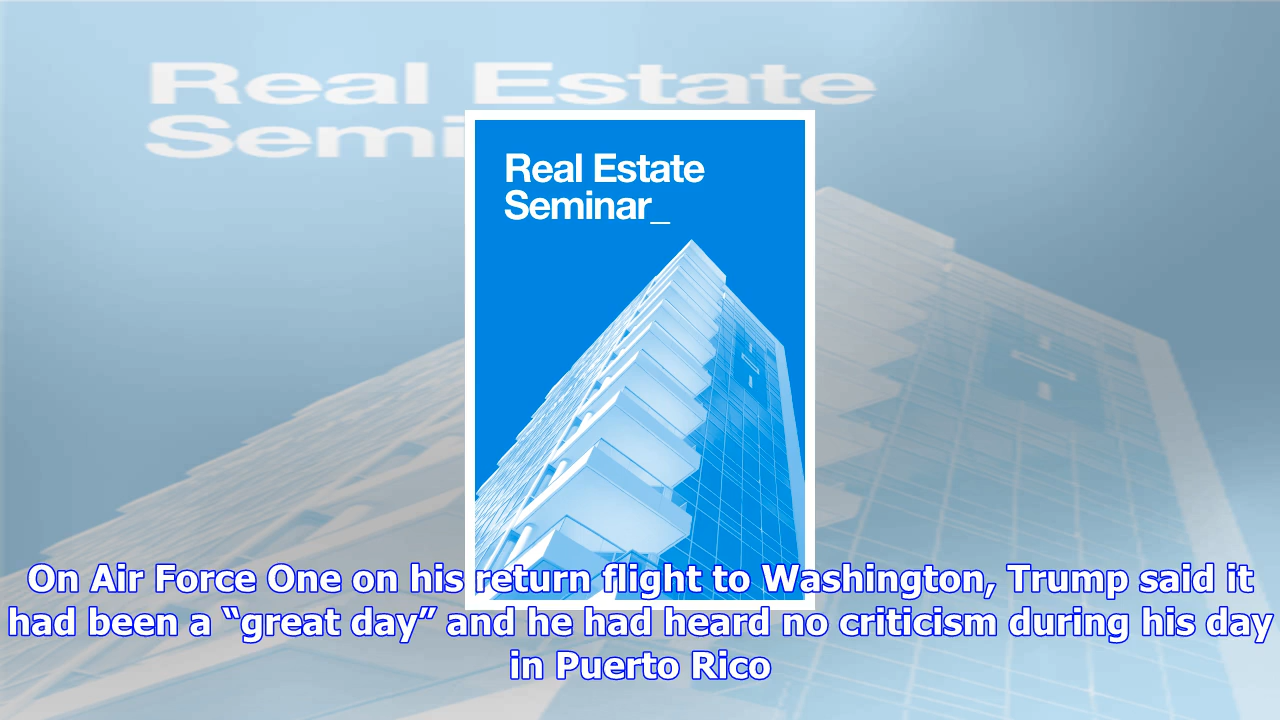 Real Estate
Semi
Real Estate
Seminar_
On Air Force One on his return flight to Washington, Trump said it
had been a “great day” and he had heard no criticism during his day
in Puerto Rico